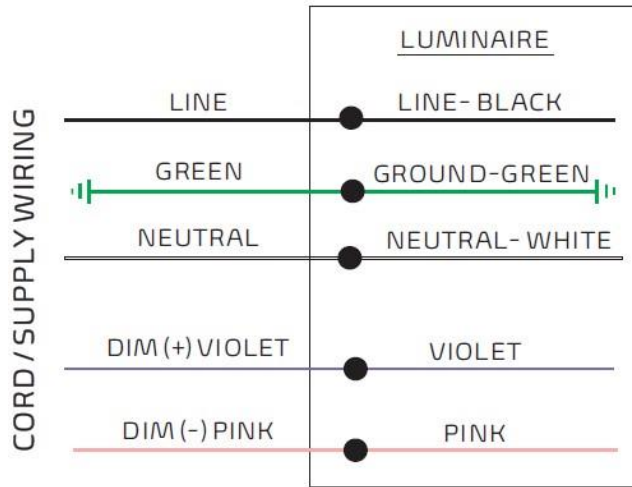 LUMINAIRE
CORD / SUPPLY WIRING
LINE
LINE- BLACK
GREEN
GROUND-GREEN
NEUTRAL
NEUTRAL- WHITE
DIM (+) VIOLET
VIOLET
DIM (-) PINK
PINK